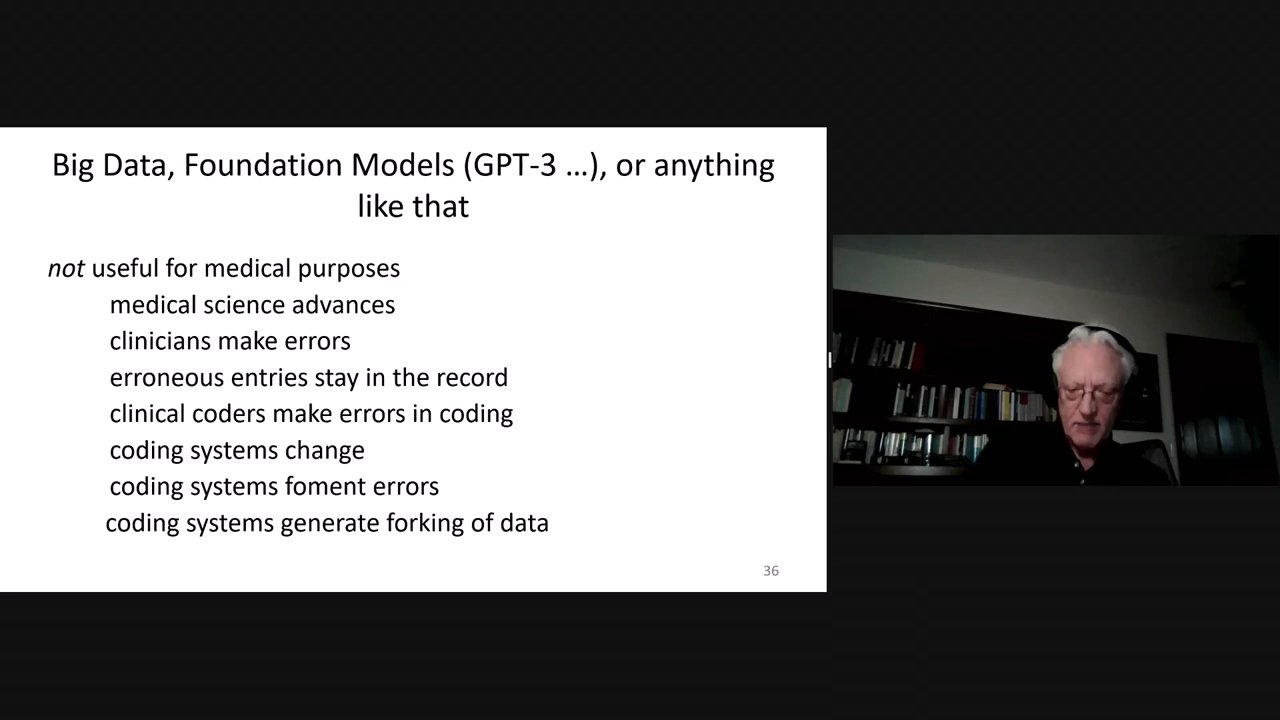 Big Data, Foundation Models (GPT-3 …), or anything
like that
not useful for medical purposes
medical science advances
clinicians make errors
erroneous entries stay in the record
clinical coders make errors in coding
coding systems change
coding systems foment errors
coding systems generate forking of data
36